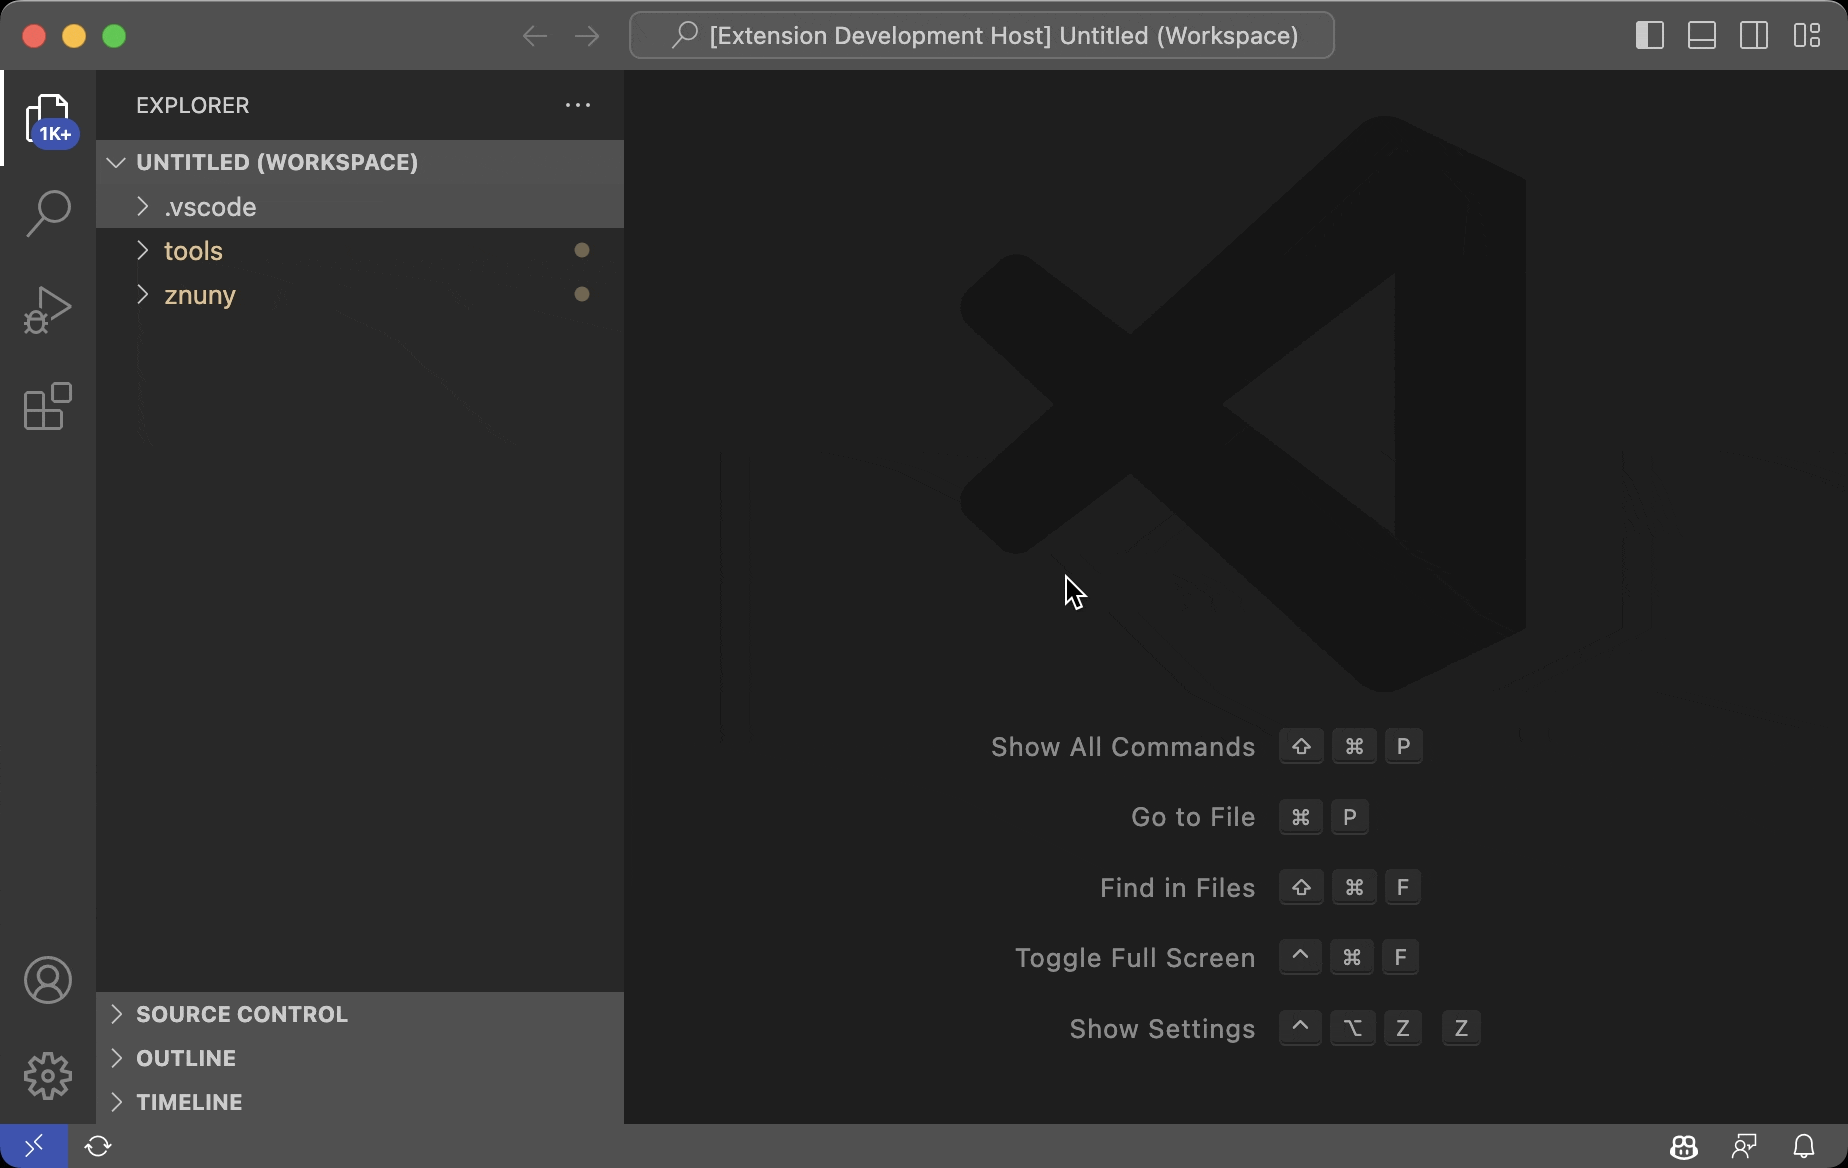 [Extension Development Host] Untitled (Workspace)
EXPLORER
1K+
UNTITLED (WORKSPACE)
.vscode
tools
znuny
Show All Commands ⇧ ⌘ P
Go to File ⌘ P
Find in Files ⇧ ⌘ F
Toggle Full Screen ^ ⌘ F
Show Settings ^ ⌥ Z Z
SOURCE CONTROL
OUTLINE
TIMELINE